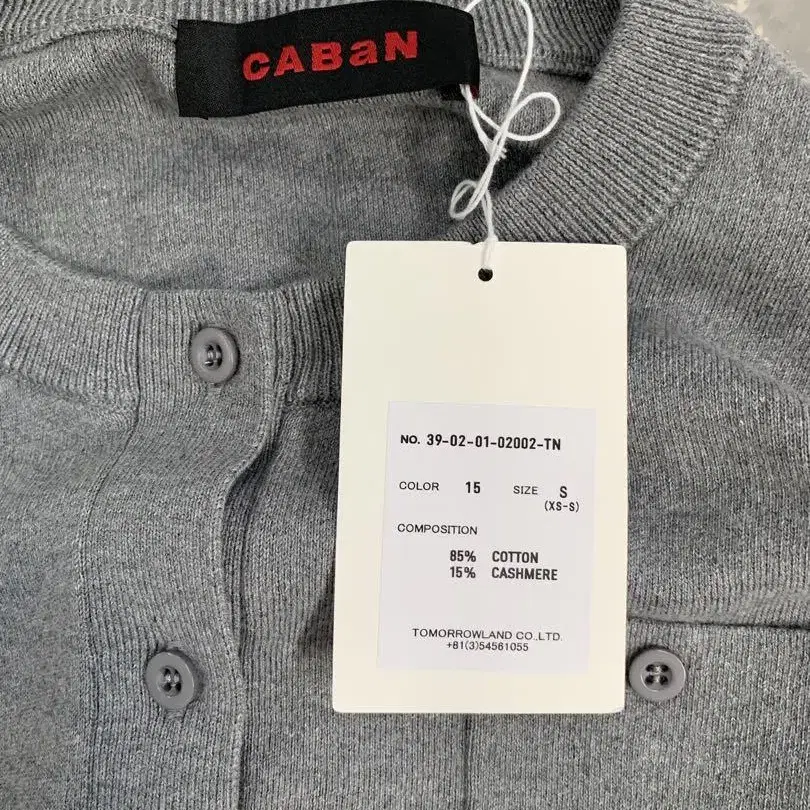 CABaN
NO. 39-02-01-02002-TN
COLOR 15 SIZE S
(XS-S)
COMPOSITION
85% COTTON
15% CASHMERE
TOMORROWLAND CO.,LTD.
+81(3)54561055